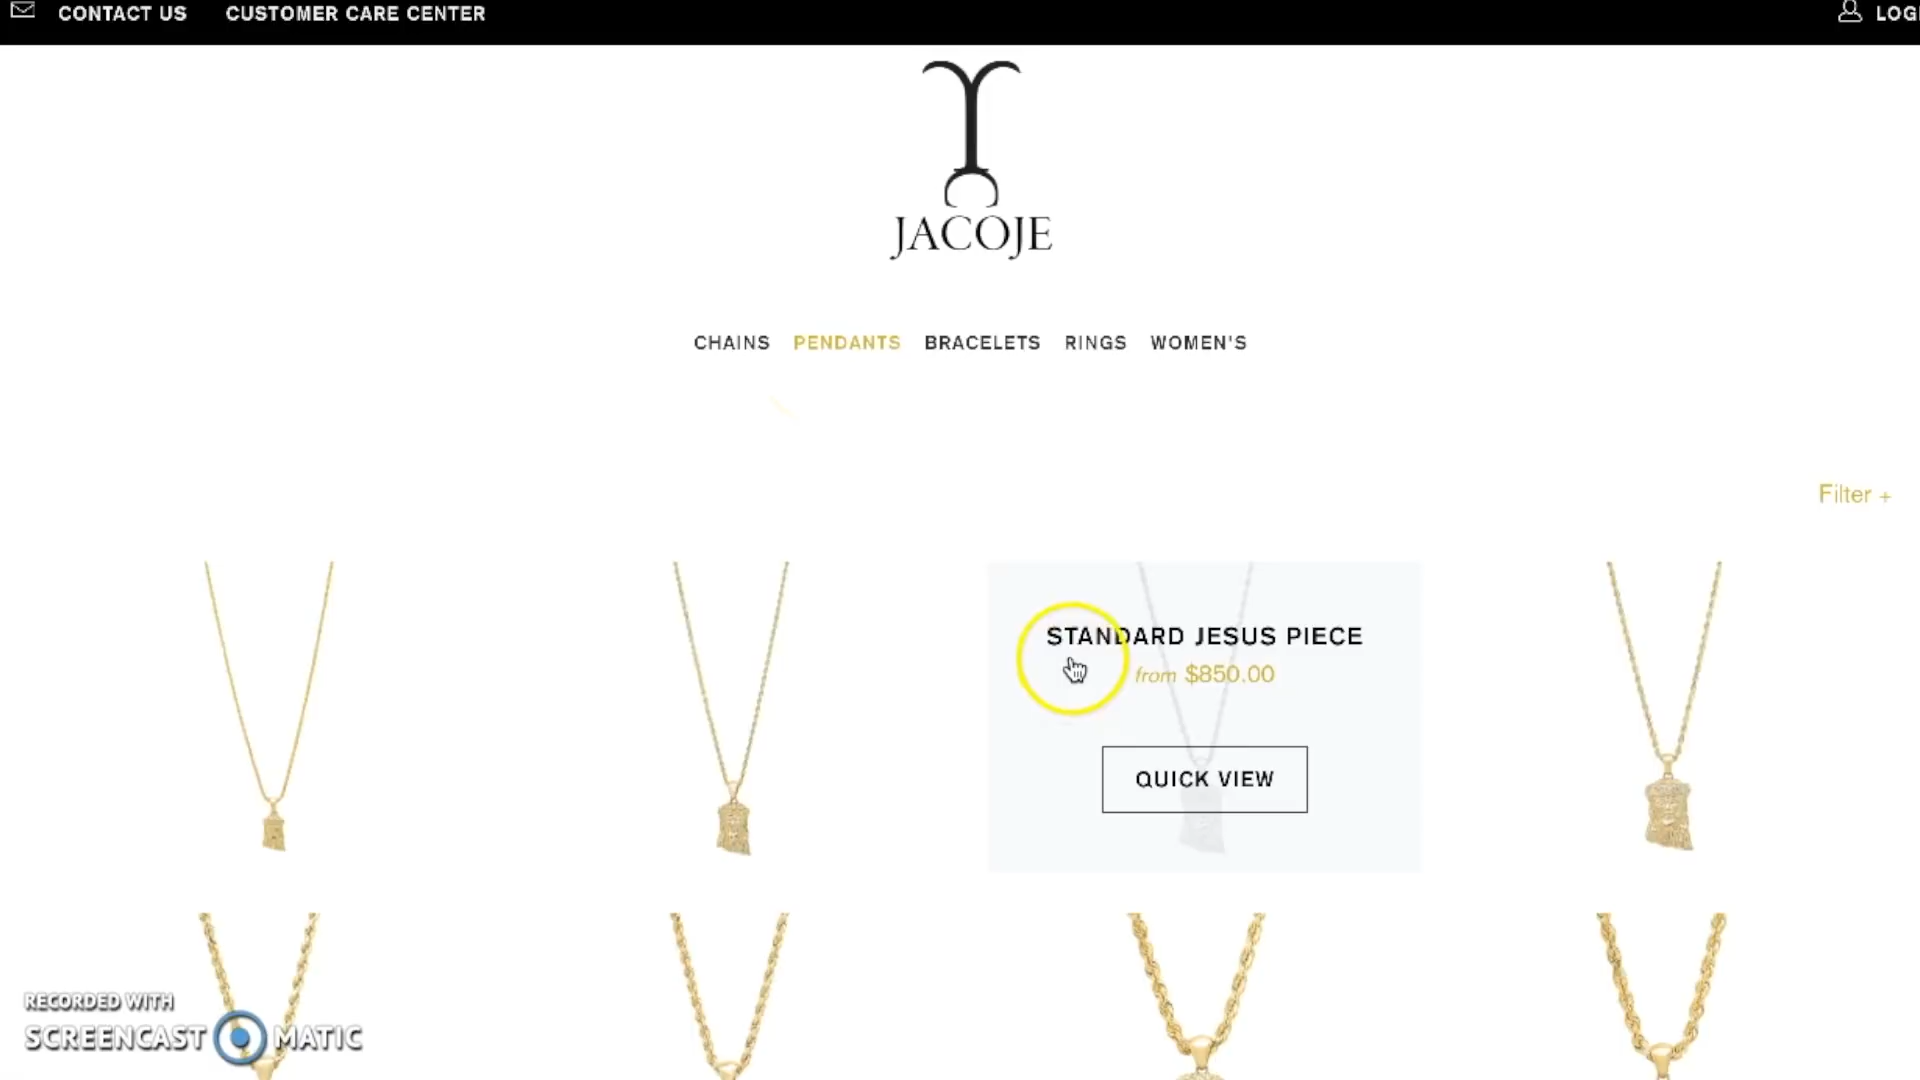 CONTACT US
CUSTOMER CARE CENTER
LOGI
JACOJE
CHAINS
PENDANTS
BRACELETS
RINGS
WOMEN'S
Filter +
STANDARD JESUS PIECE
from $850.00
QUICK VIEW
RECORDED WITH
SCREENCAST MATIC